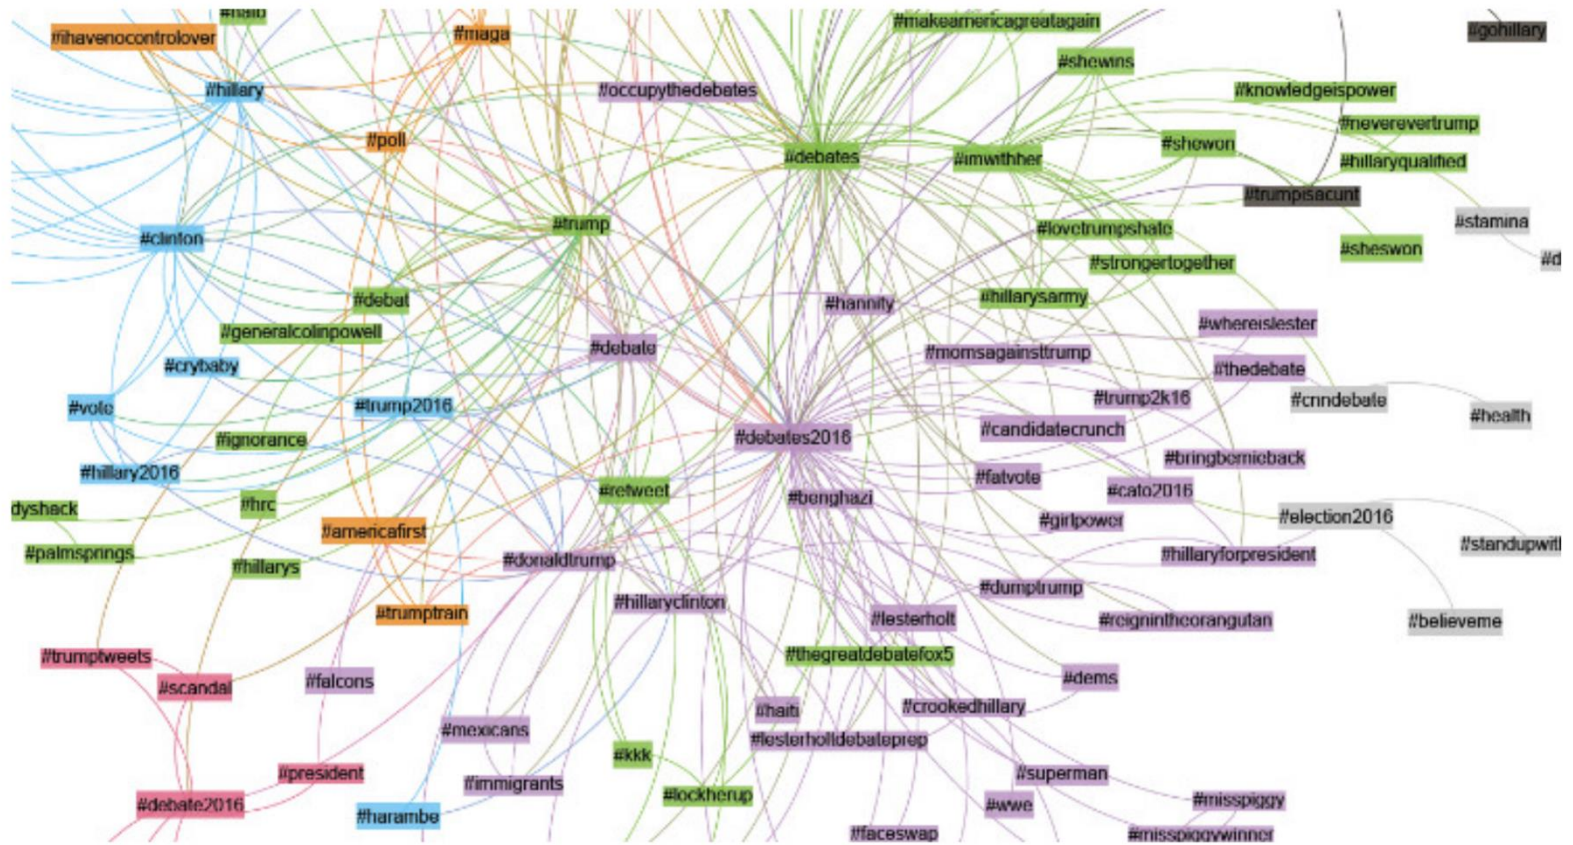 #halo
#makeamericagreatagain
#gohillary
#ihavenocontrolover
#maga
#shewins
#hillary
#occupythedebates
#knowledgeispower
#neverevertrump
#poll
#debates
#imwithher
#shewon
#hillaryqualified
#trumpisacunt
#stamina
#clinton
#trump
#lovetrumpshate
#sheswon
#d
#strongertogether
#debat
#hannity
#hillarysarmy
#generalcolinpowell
#whereislester
#debate
#momsagainsttrump
#crybaby
#thedebate
#vote
#trump2016
#trump2k16
#cnndebate
#health
#ignorance
#debates2016
#candidatecrunch
#hillary2016
#bringbernieback
#fatvote
#retweet
#benghazi
#cato2016
dyshack
#hrc
#girlpower
#election2016
#americafirst
#palmsprings
#donaldtrump
#hillaryforpresident
#standupwith
#hillarys
#dumptrump
#trumptrain
#hillaryclinton
#lesterholt
#reignintheorangutan
#believeme
#trumptweets
#thegreatdebatefox5
#scandal
#falcons
#dems
#haiti
#crookedhillary
#mexicans
#lesterholtdebateprep
#kkk
#president
#immigrants
#superman
#debate2016
#lockherup
#wwe
#misspiggy
#harambe
#faceswap
#misspiggywinner